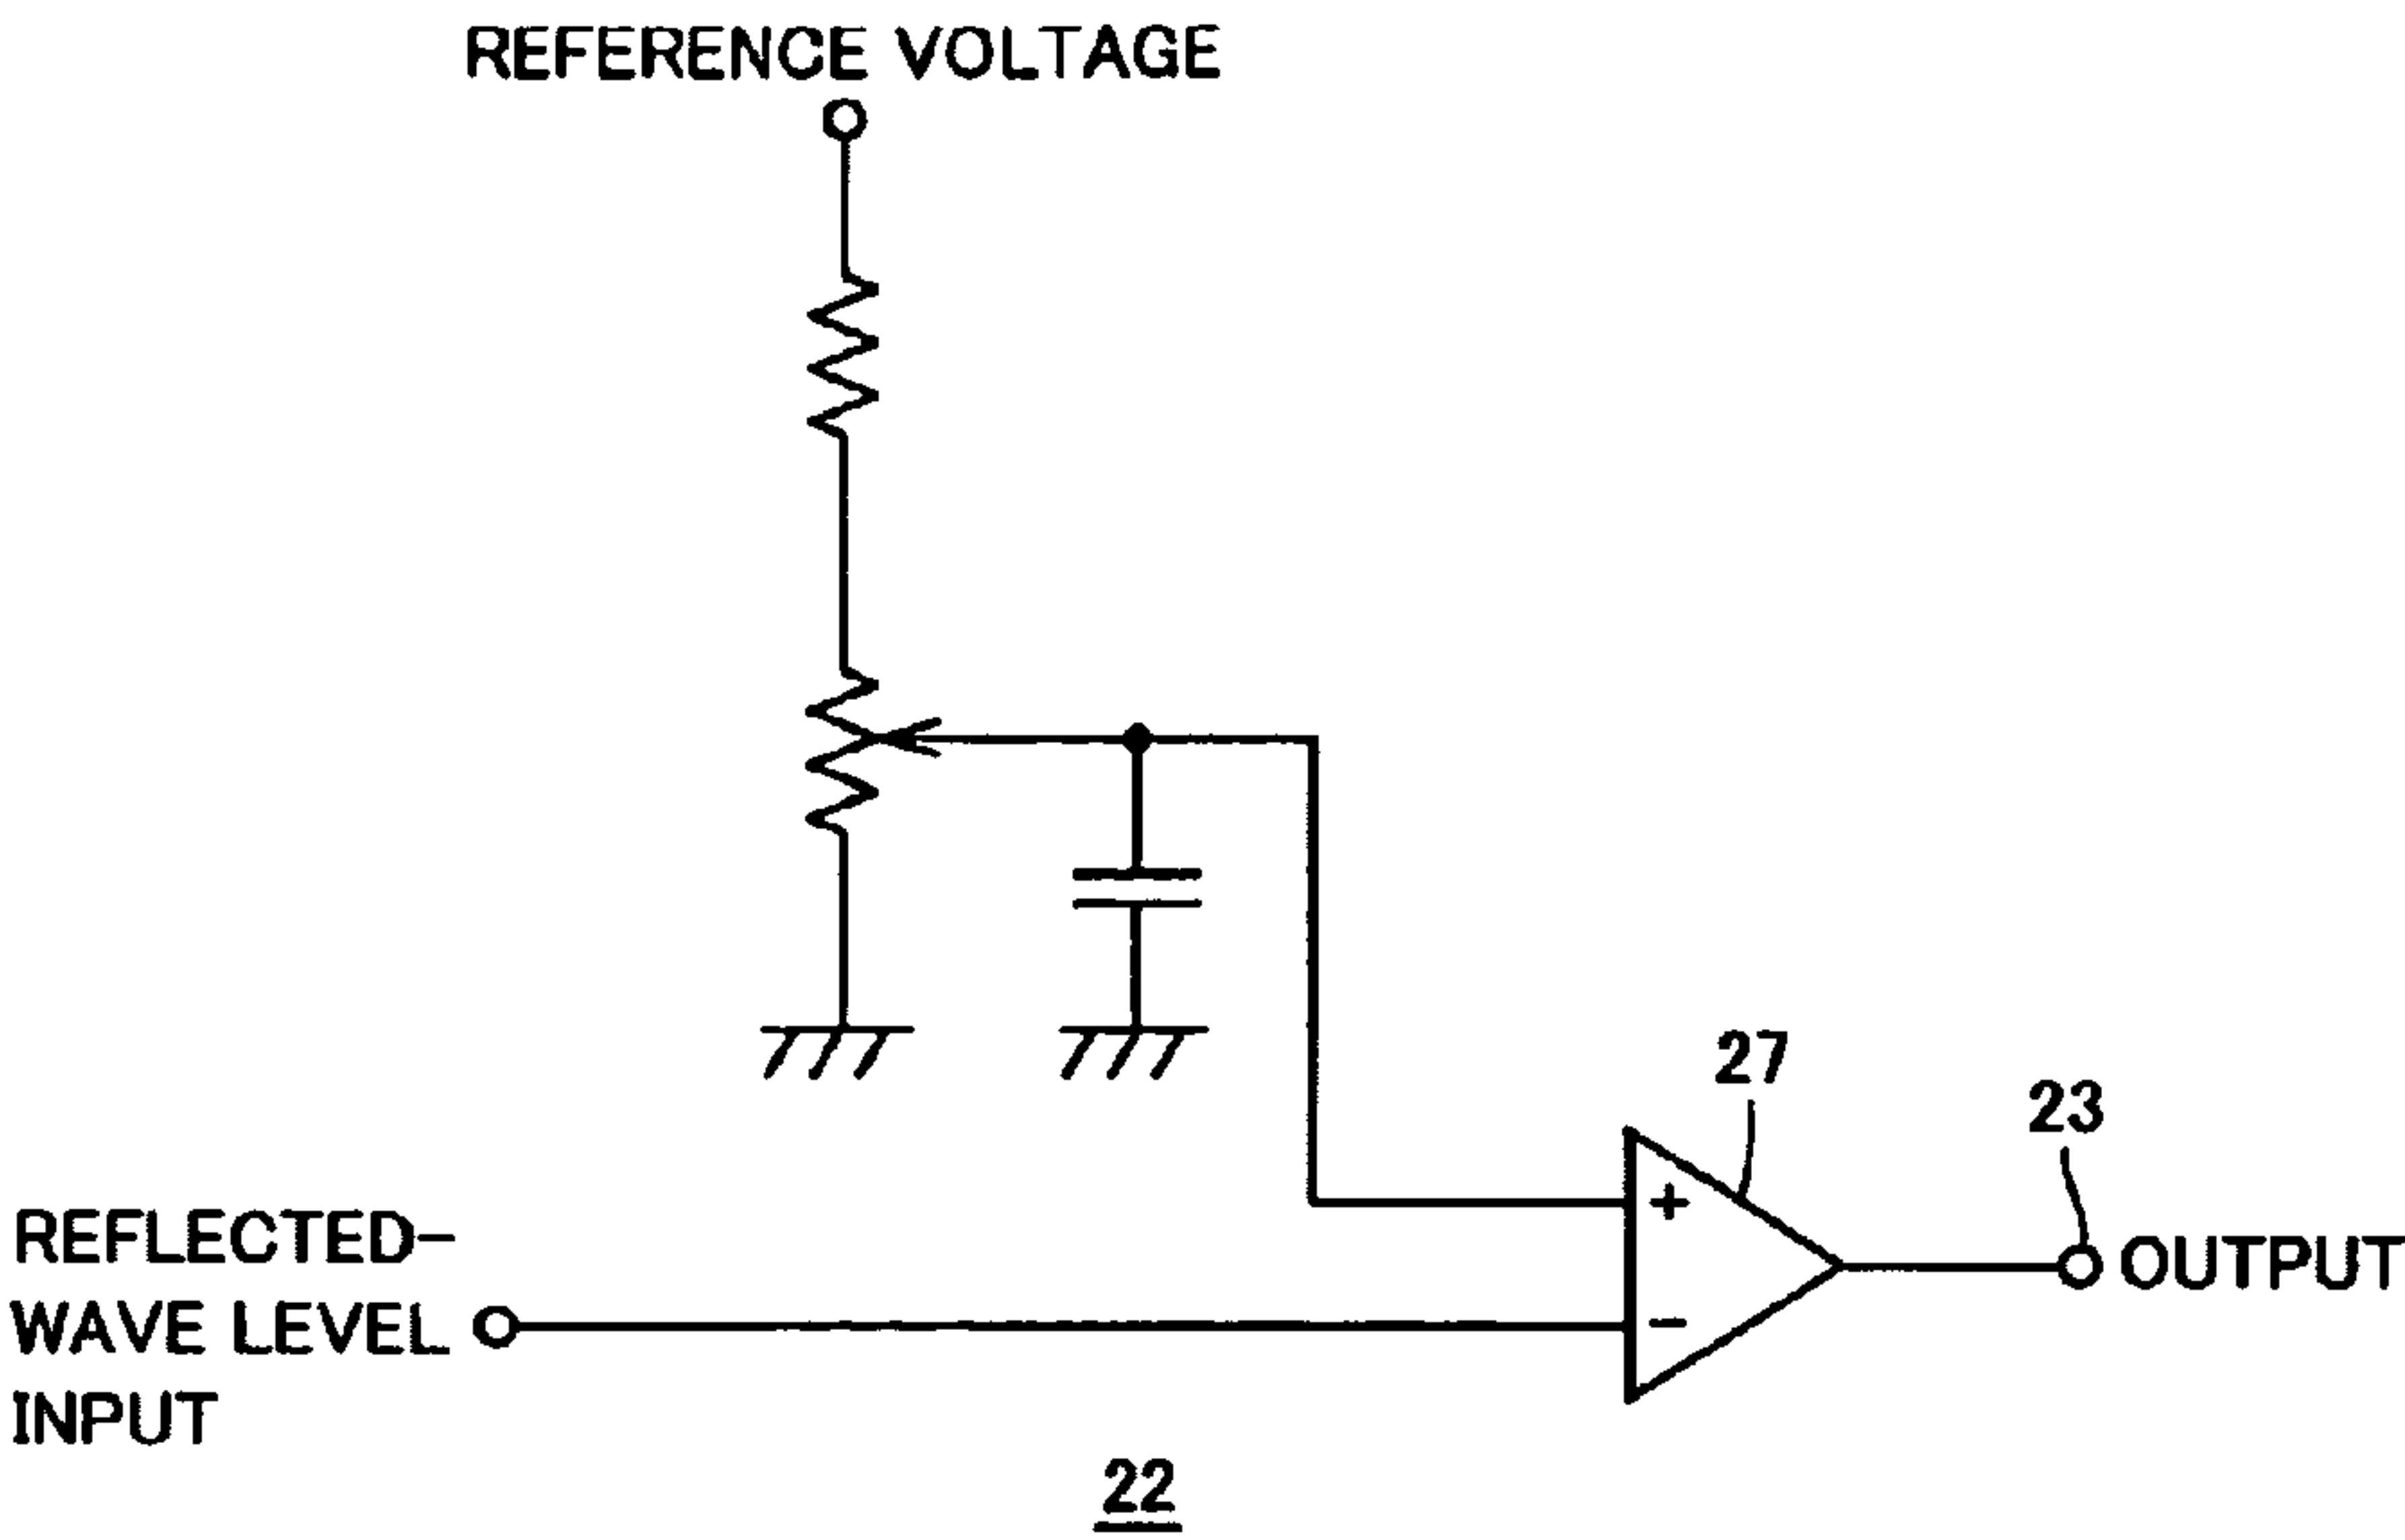 REFERENCE VOLTAGE
27
23
+
REFLECTED-
WAVE LEVEL
INPUT
-
OUTPUT
22